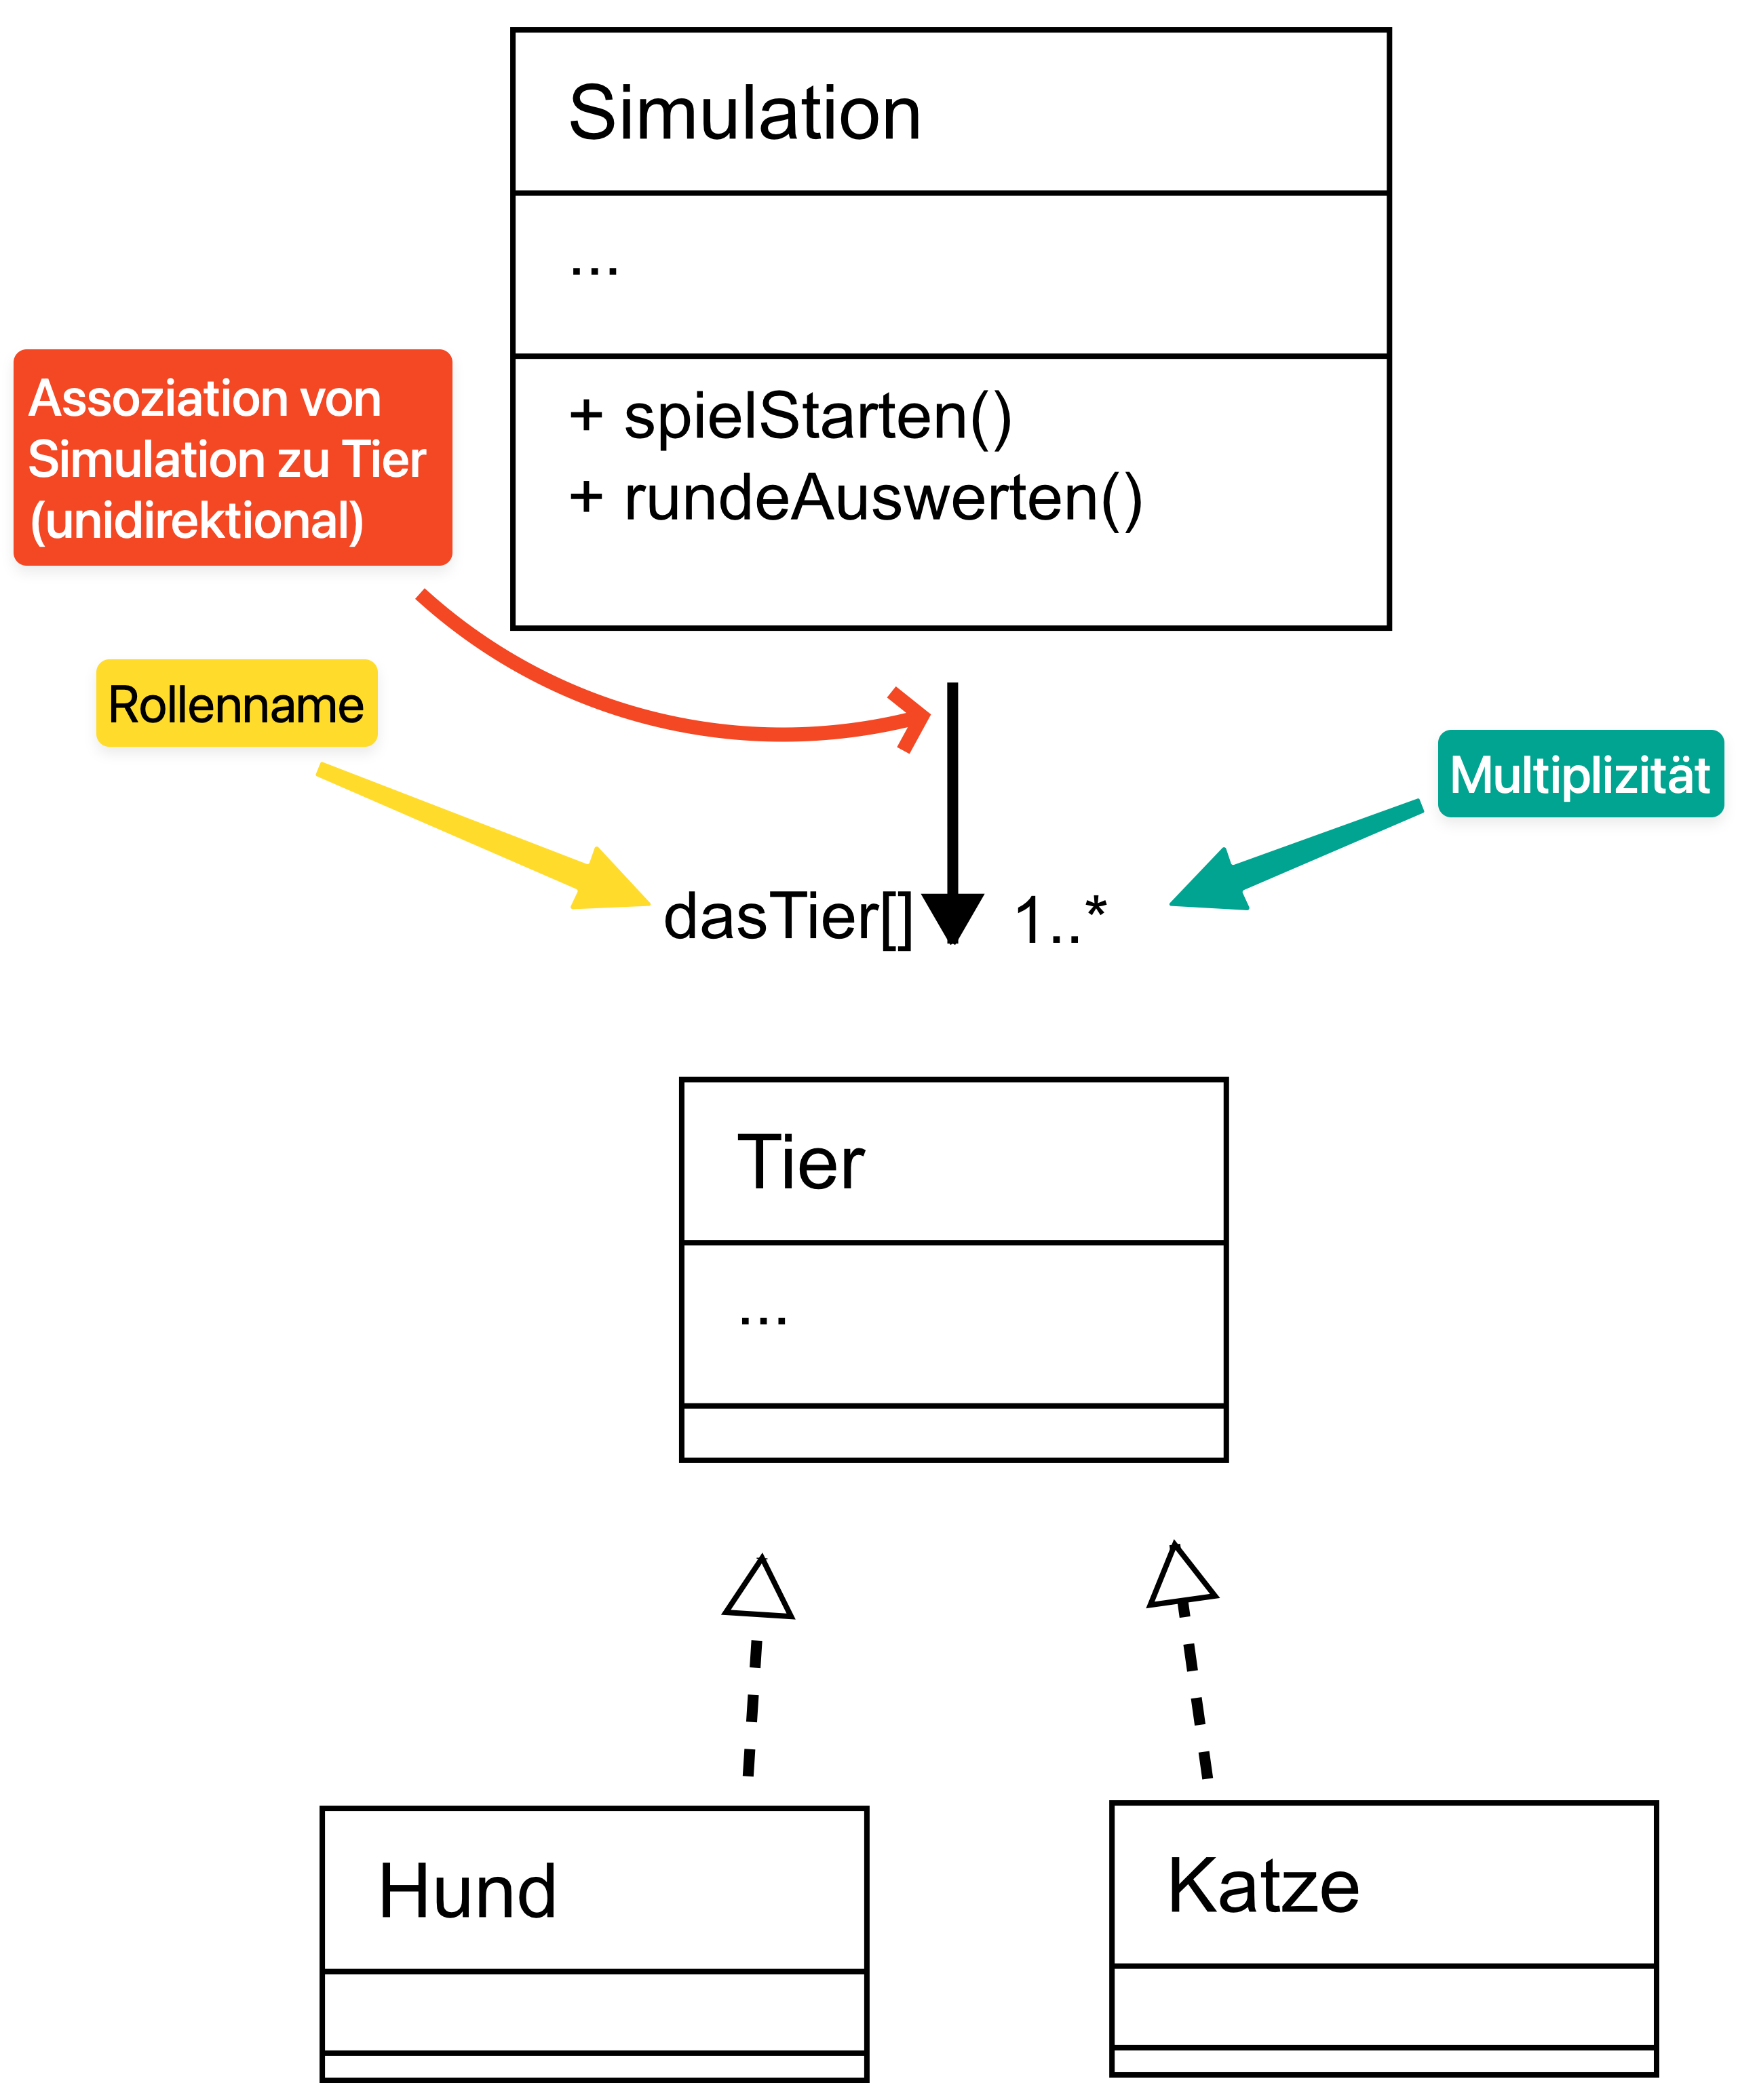 Simulation
...
+ spielStarten()
+ rundeAuswerten()
Assoziation von
Simulation zu Tier
(unidirektional)
Rollenname
Multiplizität
dasTier[]
1..*
Tier
...
Hund
Katze